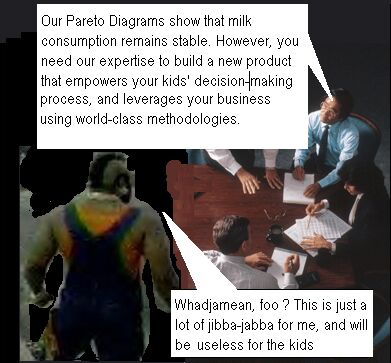 Our Pareto Diagrams show that milk
consumption remains stable. However, you
need our expertise to build a new product
that empowers your kids' decision-making
process, and leverages your business
using world-class methodologies.
Whadjamean, foo ? This is just a
lot of jibba-jabba for me, and will
be useless for the kids